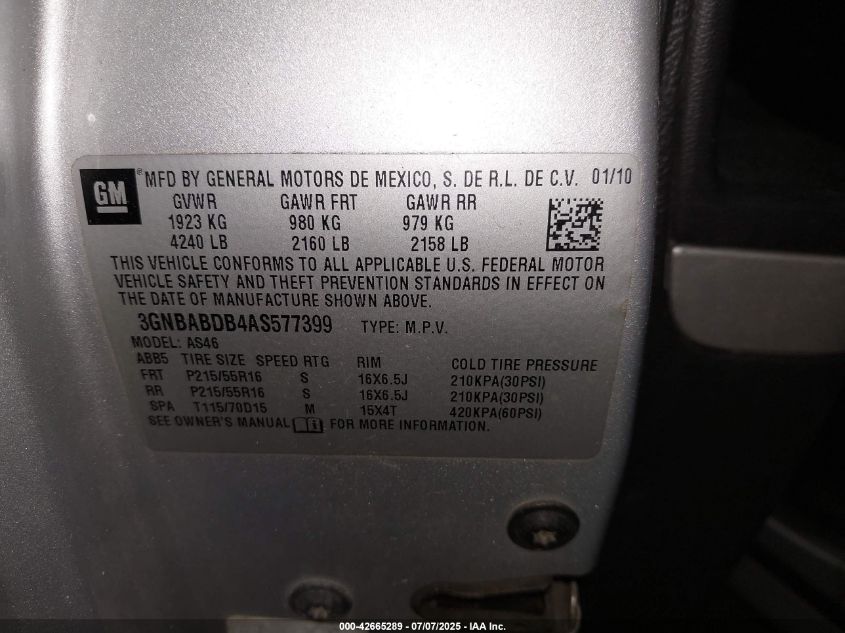 GM ® MFD BY GENERAL MOTORS DE MEXICO, S. DE R.L. DE C.V. 01/10
GVWR GAWR FRT GAWR RR
1923 KG 980 KG 979 KG
4240 LB 2160 LB 2158 LB
THIS VEHICLE CONFORMS TO ALL APPLICABLE U.S. FEDERAL MOTOR
VEHICLE SAFETY AND THEFT PREVENTION STANDARDS IN EFFECT ON
THE DATE OF MANUFACTURE SHOWN ABOVE.
3GNBABDB4AS577399 TYPE: M.P.V.
MODEL: AS46
ABB5 TIRE SIZE SPEED RTG RIM COLD TIRE PRESSURE
FRT P215/55R16 S 16X6.5J 210KPA(30PSI)
RR P215/55R16 S 16X6.5J 210KPA(30PSI)
SPA T115/70D15 M 15X4T 420KPA(60PSI)
SEE OWNER'S MANUAL i FOR MORE INFORMATION.
000-42665289 - 07/07/2025 - IAA Inc.